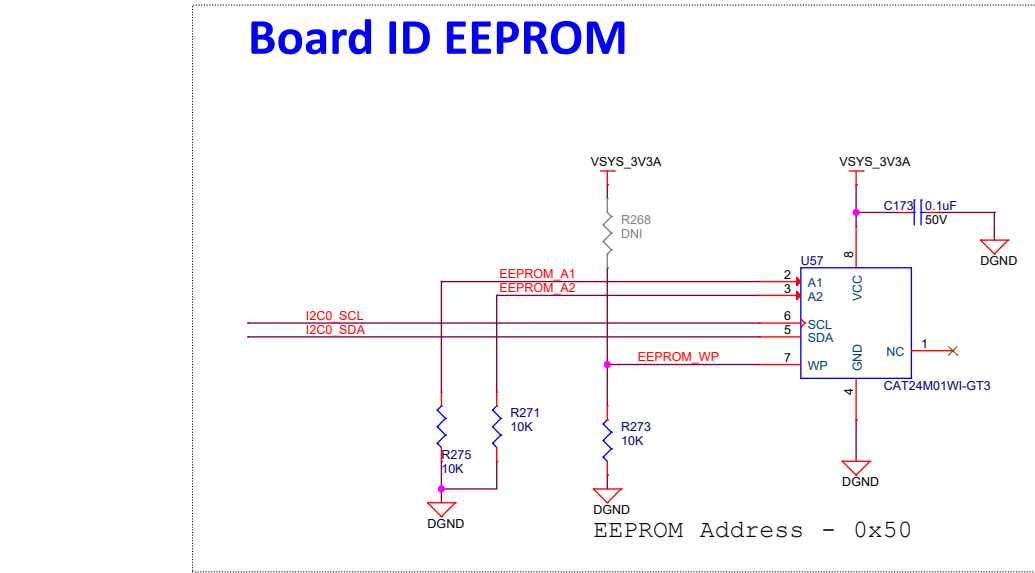 Board ID EEPROM
VSYS_3V3A
VSYS_3V3A
C173
0.1uF
50V
R268
DNI
DGND
U57
8
EEPROM_A1
2
A1
VCC
EEPROM_A2
3
A2
I2C0_SCL
6
SCL
I2C0_SDA
5
SDA
EEPROM_WP
7
WP
GND
NC
1
4
CAT24M01WI-GT3
R271
10K
R273
10K
R275
10K
DGND
DGND
DGND
EEPROM Address - 0x50